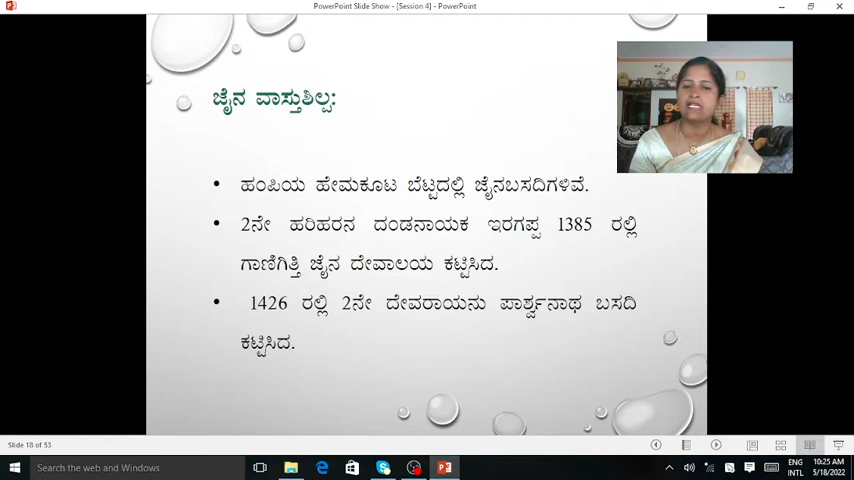 PowerPoint Slide Show - [Session 4] - PowerPoint
ಜೈನ ವಾಸ್ತುಶಿಲ್ಪ:
• ಹಂಪಿಯ ಹೇಮಕೂಟ ಬೆಟ್ಟದಲ್ಲಿ ಜೈನಬಸದಿಗಳಿವೆ.
• 2ನೇ ಹರಿಹರನ ದಂಡನಾಯಕ ಇರಗಪ್ಪ 1385 ರಲ್ಲಿ
ಗಾಣಿಗಿತ್ತಿ ಜೈನ ದೇವಾಲಯ ಕಟ್ಟಿಸಿದ.
• 1426 ರಲ್ಲಿ 2ನೇ ದೇವರಾಯನು ಪಾರ್ಶ್ವನಾಥ ಬಸದಿ
ಕಟ್ಟಿಸಿದ.
Slide 18 of 53
Search the web and Windows
ENG
INTL
10:25 AM
5/18/2022